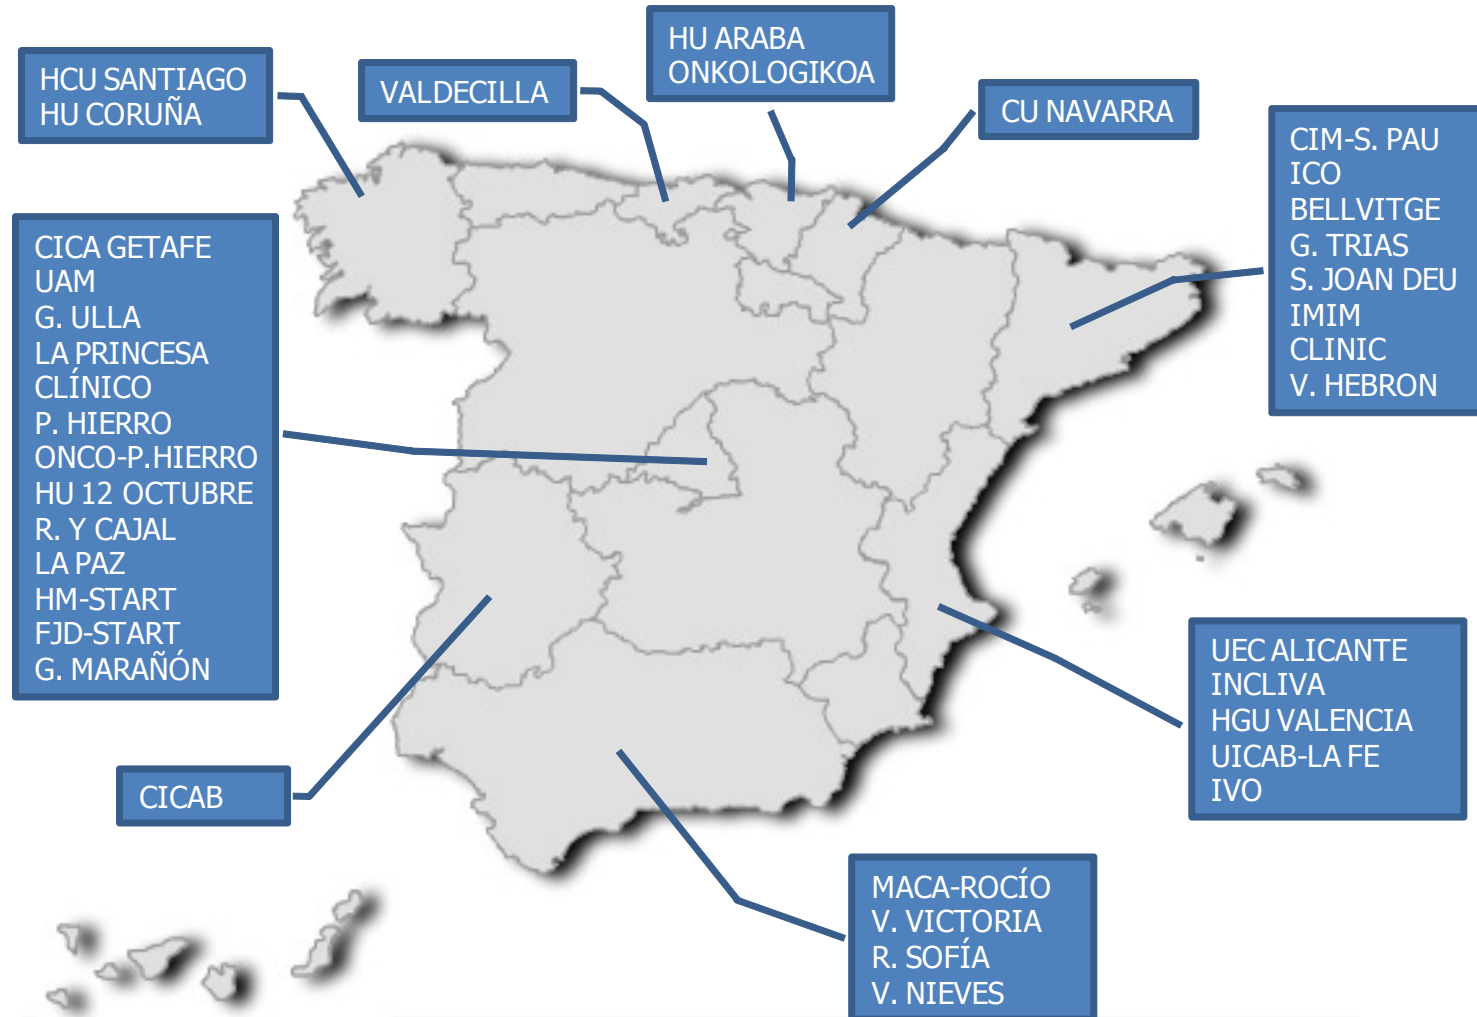 HCU SANTIAGO
HU CORUÑA
VALDECILLA
HU ARABA
ONKOLOGIKOA
CU NAVARRA
CIM-S. PAU
ICO
BELLVITGE
G. TRIAS
S. JOAN DEU
IMIM
CLINIC
V. HEBRON
CICA GETAFE
UAM
G. ULLA
LA PRINCESA
CLÍNICO
P. HIERRO
ONCO-P.HIERRO
HU 12 OCTUBRE
R. Y CAJAL
LA PAZ
HM-START
FJD-START
G. MARAÑÓN
UEC ALICANTE
INCLIVA
HGU VALENCIA
UICAB-LA FE
IVO
CICAB
MACA-ROCÍO
V. VICTORIA
R. SOFÍA
V. NIEVES